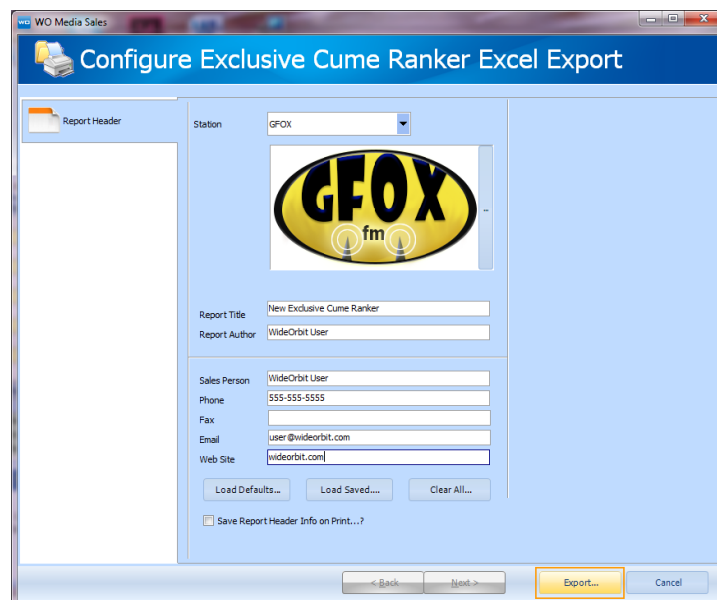 WO WO Media Sales
Configure Exclusive Cume Ranker Excel Export
Report Header
Station GFOX
GFOX
fm
..
Report Title New Exclusive Cume Ranker
Report Author WideOrbit User
Sales Person WideOrbit User
Phone 555-555-5555
Fax
Email user@wideorbit.com
Web Site wideorbit.com
Load Defaults... Load Saved.... Clear All...
Save Report Header Info on Print...?
< Back Next > Export... Cancel